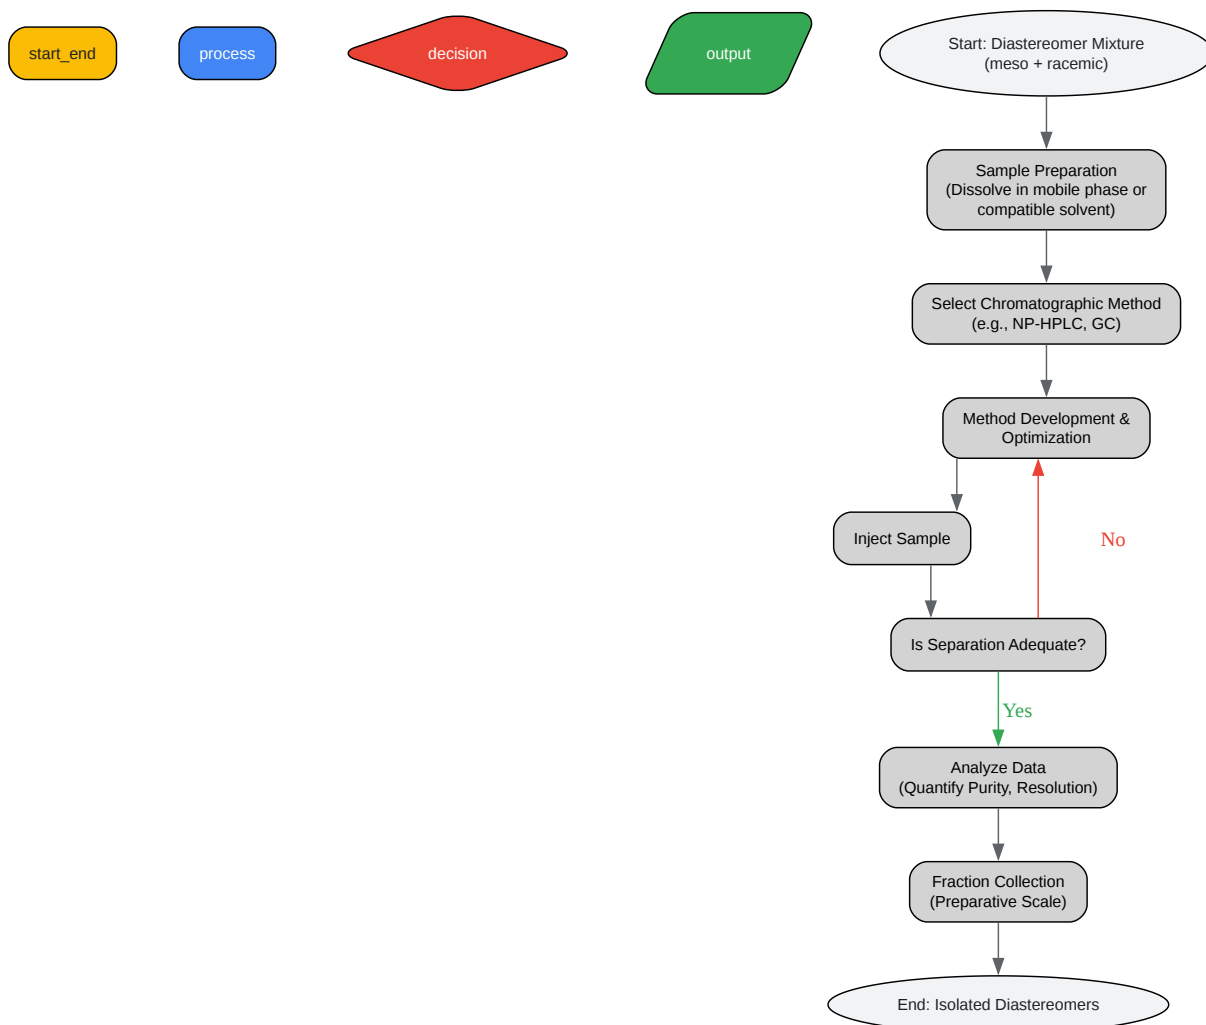 start_end
process
decision
output
Start: Diastereomer Mixture
(meso + racemic)
Sample Preparation
(Dissolve in mobile phase or
compatible solvent)
Select Chromatographic Method
(e.g., NP-HPLC, GC)
Method Development &
Optimization
Inject Sample
No
Is Separation Adequate?
Yes
Analyze Data
(Quantify Purity, Resolution)
Fraction Collection
(Preparative Scale)
End: Isolated Diastereomers